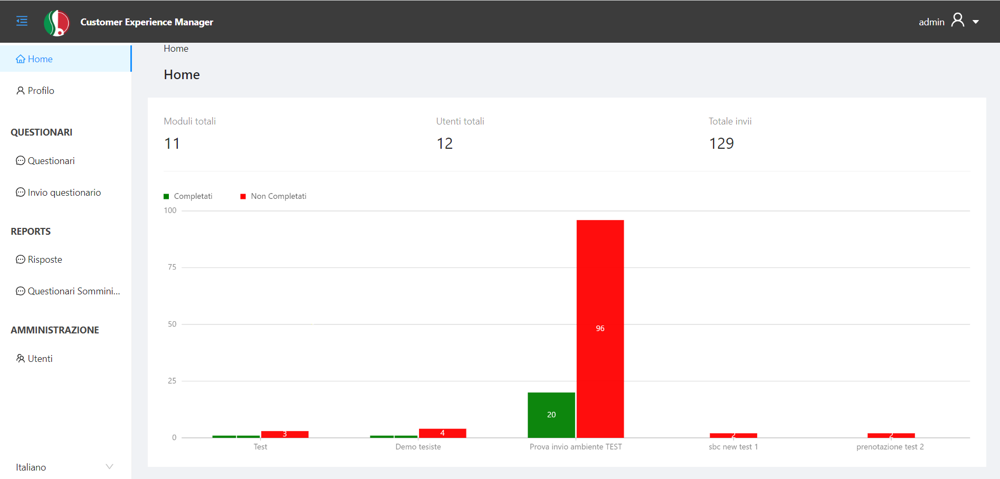 Customer Experience Manager
admin
Home
Profilo
QUESTIONARI
Questionari
Invio questionario
REPORTS
Risposte
Questionari Sommini...
AMMINISTRAZIONE
Utenti
Italiano
Home
Home
Moduli totali
11
Utenti totali
12
Totale invii
129
Completati
Non Completati
100
75
50
25
0
3
4
20
96
2
2
Test
Demo tesiste
Prova invio ambiente TEST
sbc new test 1
prenotazione test 2